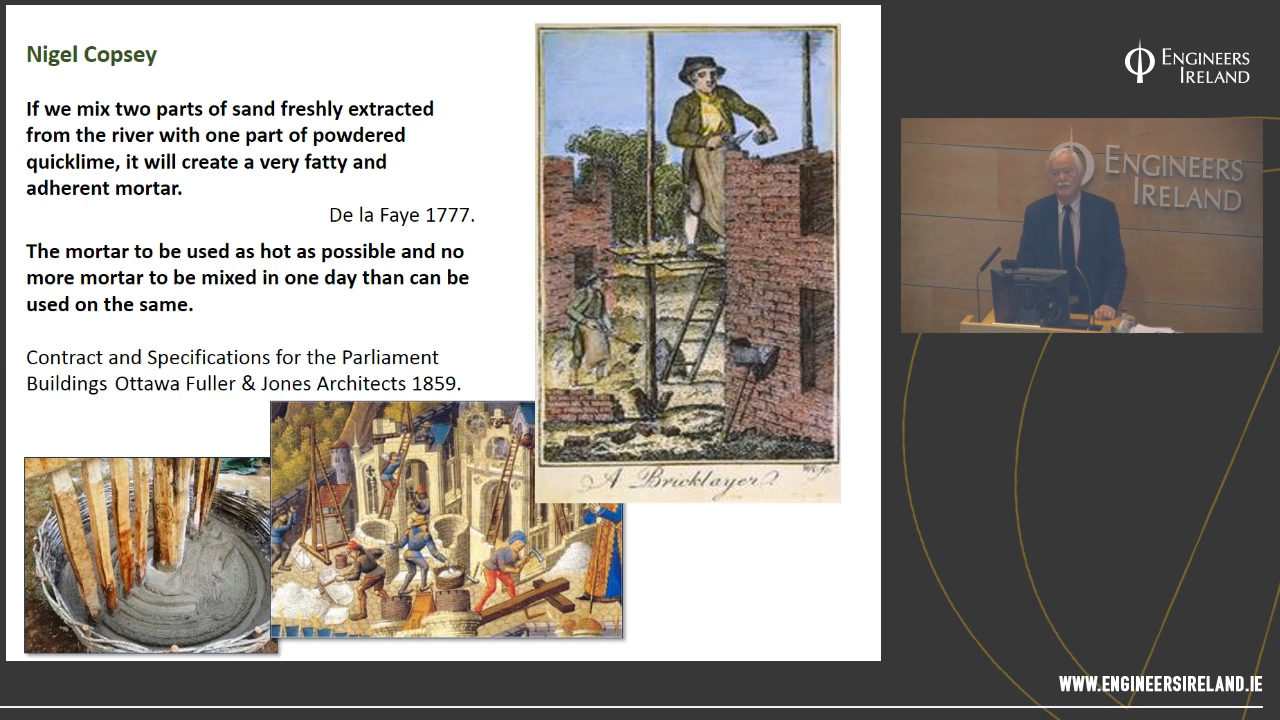 Nigel Copsey
If we mix two parts of sand freshly extracted
from the river with one part of powdered
quicklime, it will create a very fatty and
adherent mortar.
De la Faye 1777.
The mortar to be used as hot as possible and no
more mortar to be mixed in one day than can be
used on the same.
Contract and Specifications for the Parliament
Buildings Ottawa Fuller & Jones Architects 1859.
A Bricklayer
ENGINEERS
IRELAND
ENGINEERS
IRELAND
WWW.ENGINEERSIRELAND.IE